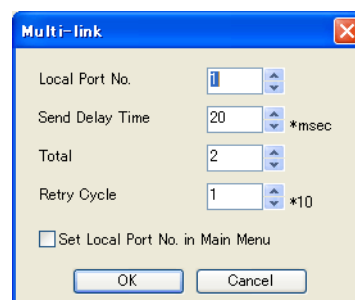 Multi-link
Local Port No. 1
Send Delay Time 20 *msec
Total 2
Retry Cycle 1 *10
Set Local Port No. in Main Menu
OK Cancel